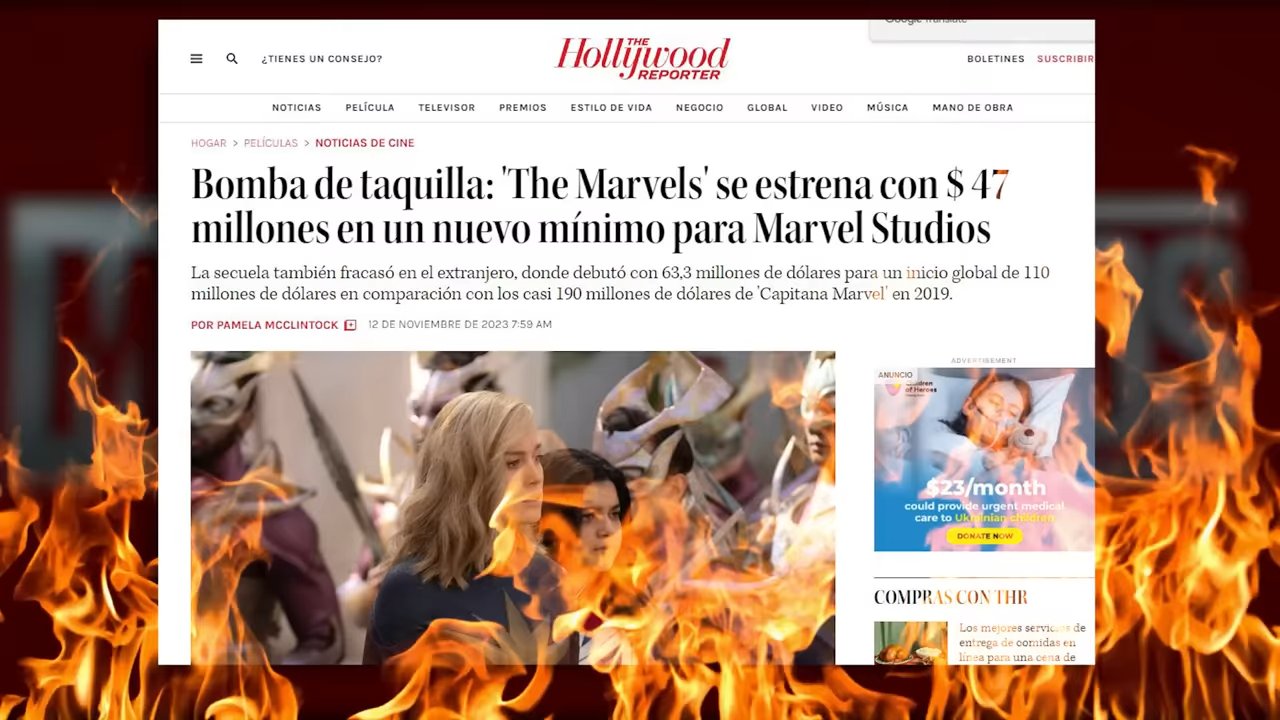 Google Translate
¿TIENES UN CONSEJO?
THE
Hollywood
REPORTER
BOLETINES
SUSCRIBIR
NOTICIAS
PELÍCULA
TELEVISOR
PREMIOS
ESTILO DE VIDA
NEGOCIO
GLOBAL
VIDEO
MÚSICA
MANO DE OBRA
HOGAR > PELÍCULAS > NOTICIAS DE CINE
Bomba de taquilla: 'The Marvels' se estrena con $ 47
millones en un nuevo mínimo para Marvel Studios
La secuela también fracasó en el extranjero, donde debutó con 63,3 millones de dólares para un inicio global de 110
millones de dólares en comparación con los casi 190 millones de dólares de 'Capitana Marvel' en 2019.
POR PAMELA MCCLINTOCK
12 DE NOVIEMBRE DE 2023 7:59 AM
ADVERTISEMENT
ANUNCIO
Children
of Heroes
$23/month
could provide urgent medical
care to Ukrainian children
DONATE NOW
COMPRAS CON THR
Los mejores servicios de
entrega de comidas en
línea para una cena de